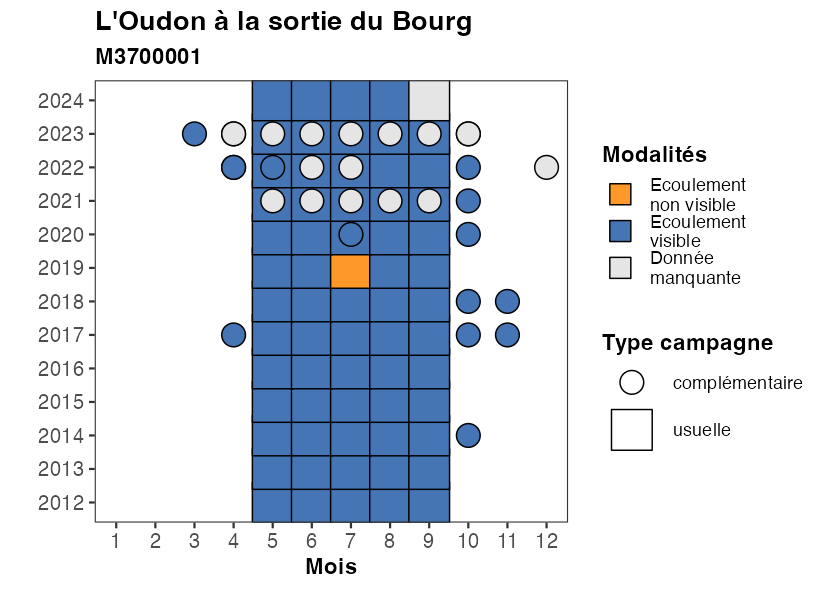 L'Oudon à la sortie du Bourg
M3700001
2024
2023
2022
2021
2020
2019
2018
2017
2016
2015
2014
2013
2012
1 2 3 4 5 6 7 8 9 10 11 12
Mois
Modalités
Ecoulement
non visible
Ecoulement
visible
Donnée
manquante
Type campagne
complémentaire
usuelle